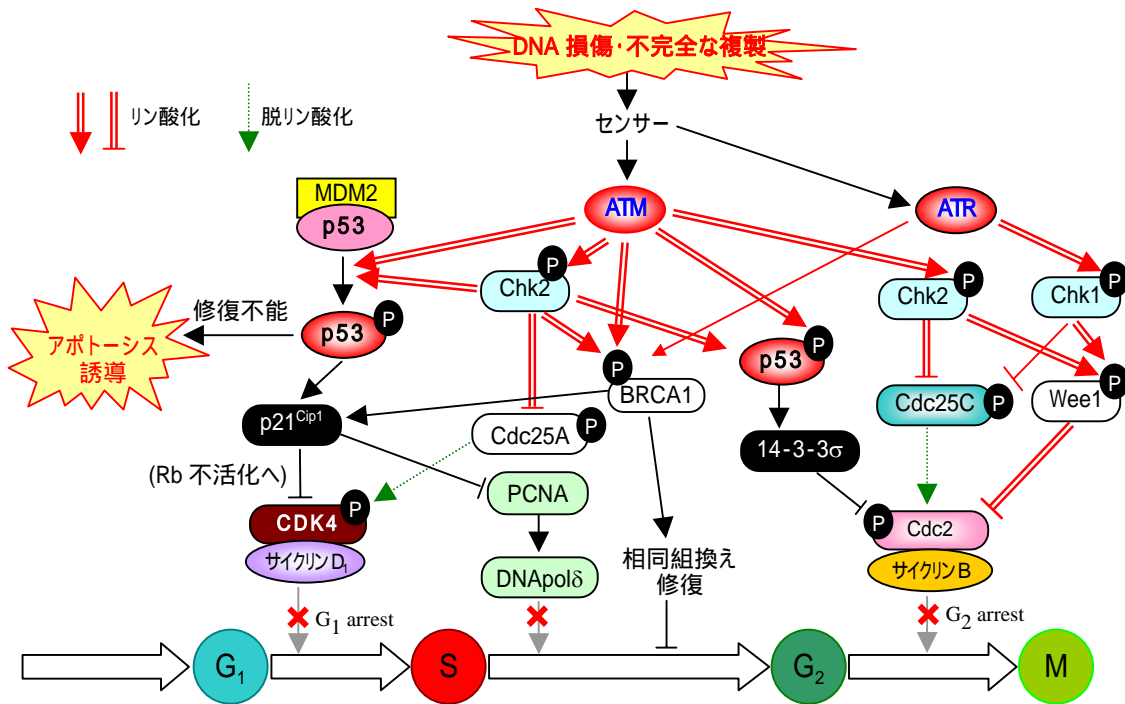 DNA 損傷・不完全な複製
リン酸化
脱リン酸化
センサー
MDM2
p53
ATM
ATR
P
Chk2
P
Chk2
P
Chk1
P
修復不能
p53
P
アポトーシス
誘導
p53
P
P
BRCA1
Cdc25C
P
Wee1
P
p21Cip1
Cdc25A
P
14-3-3σ
(Rb 不活化へ)
PCNA
CDK4
P
サイクリン D1
P
Cdc2
サイクリン B
DNApolδ
相同組換え
修復
G1 arrest
G2 arrest
G1
S
G2
M